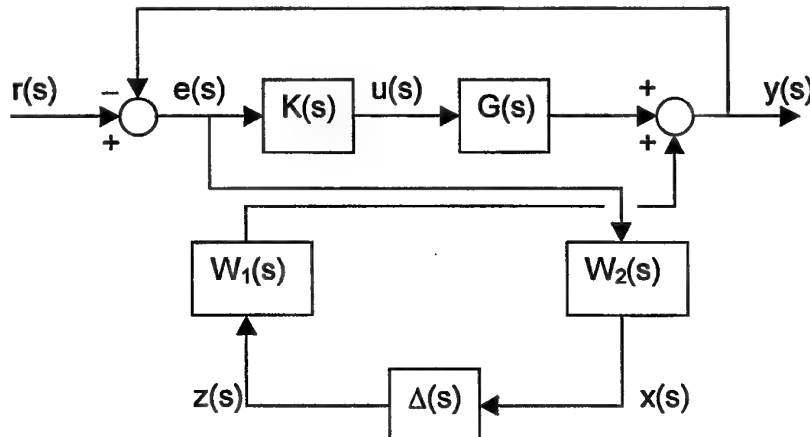 r(s) − + e(s) K(s) u(s) G(s) + + y(s)
W₁(s) W₂(s)
z(s) Δ(s) x(s)